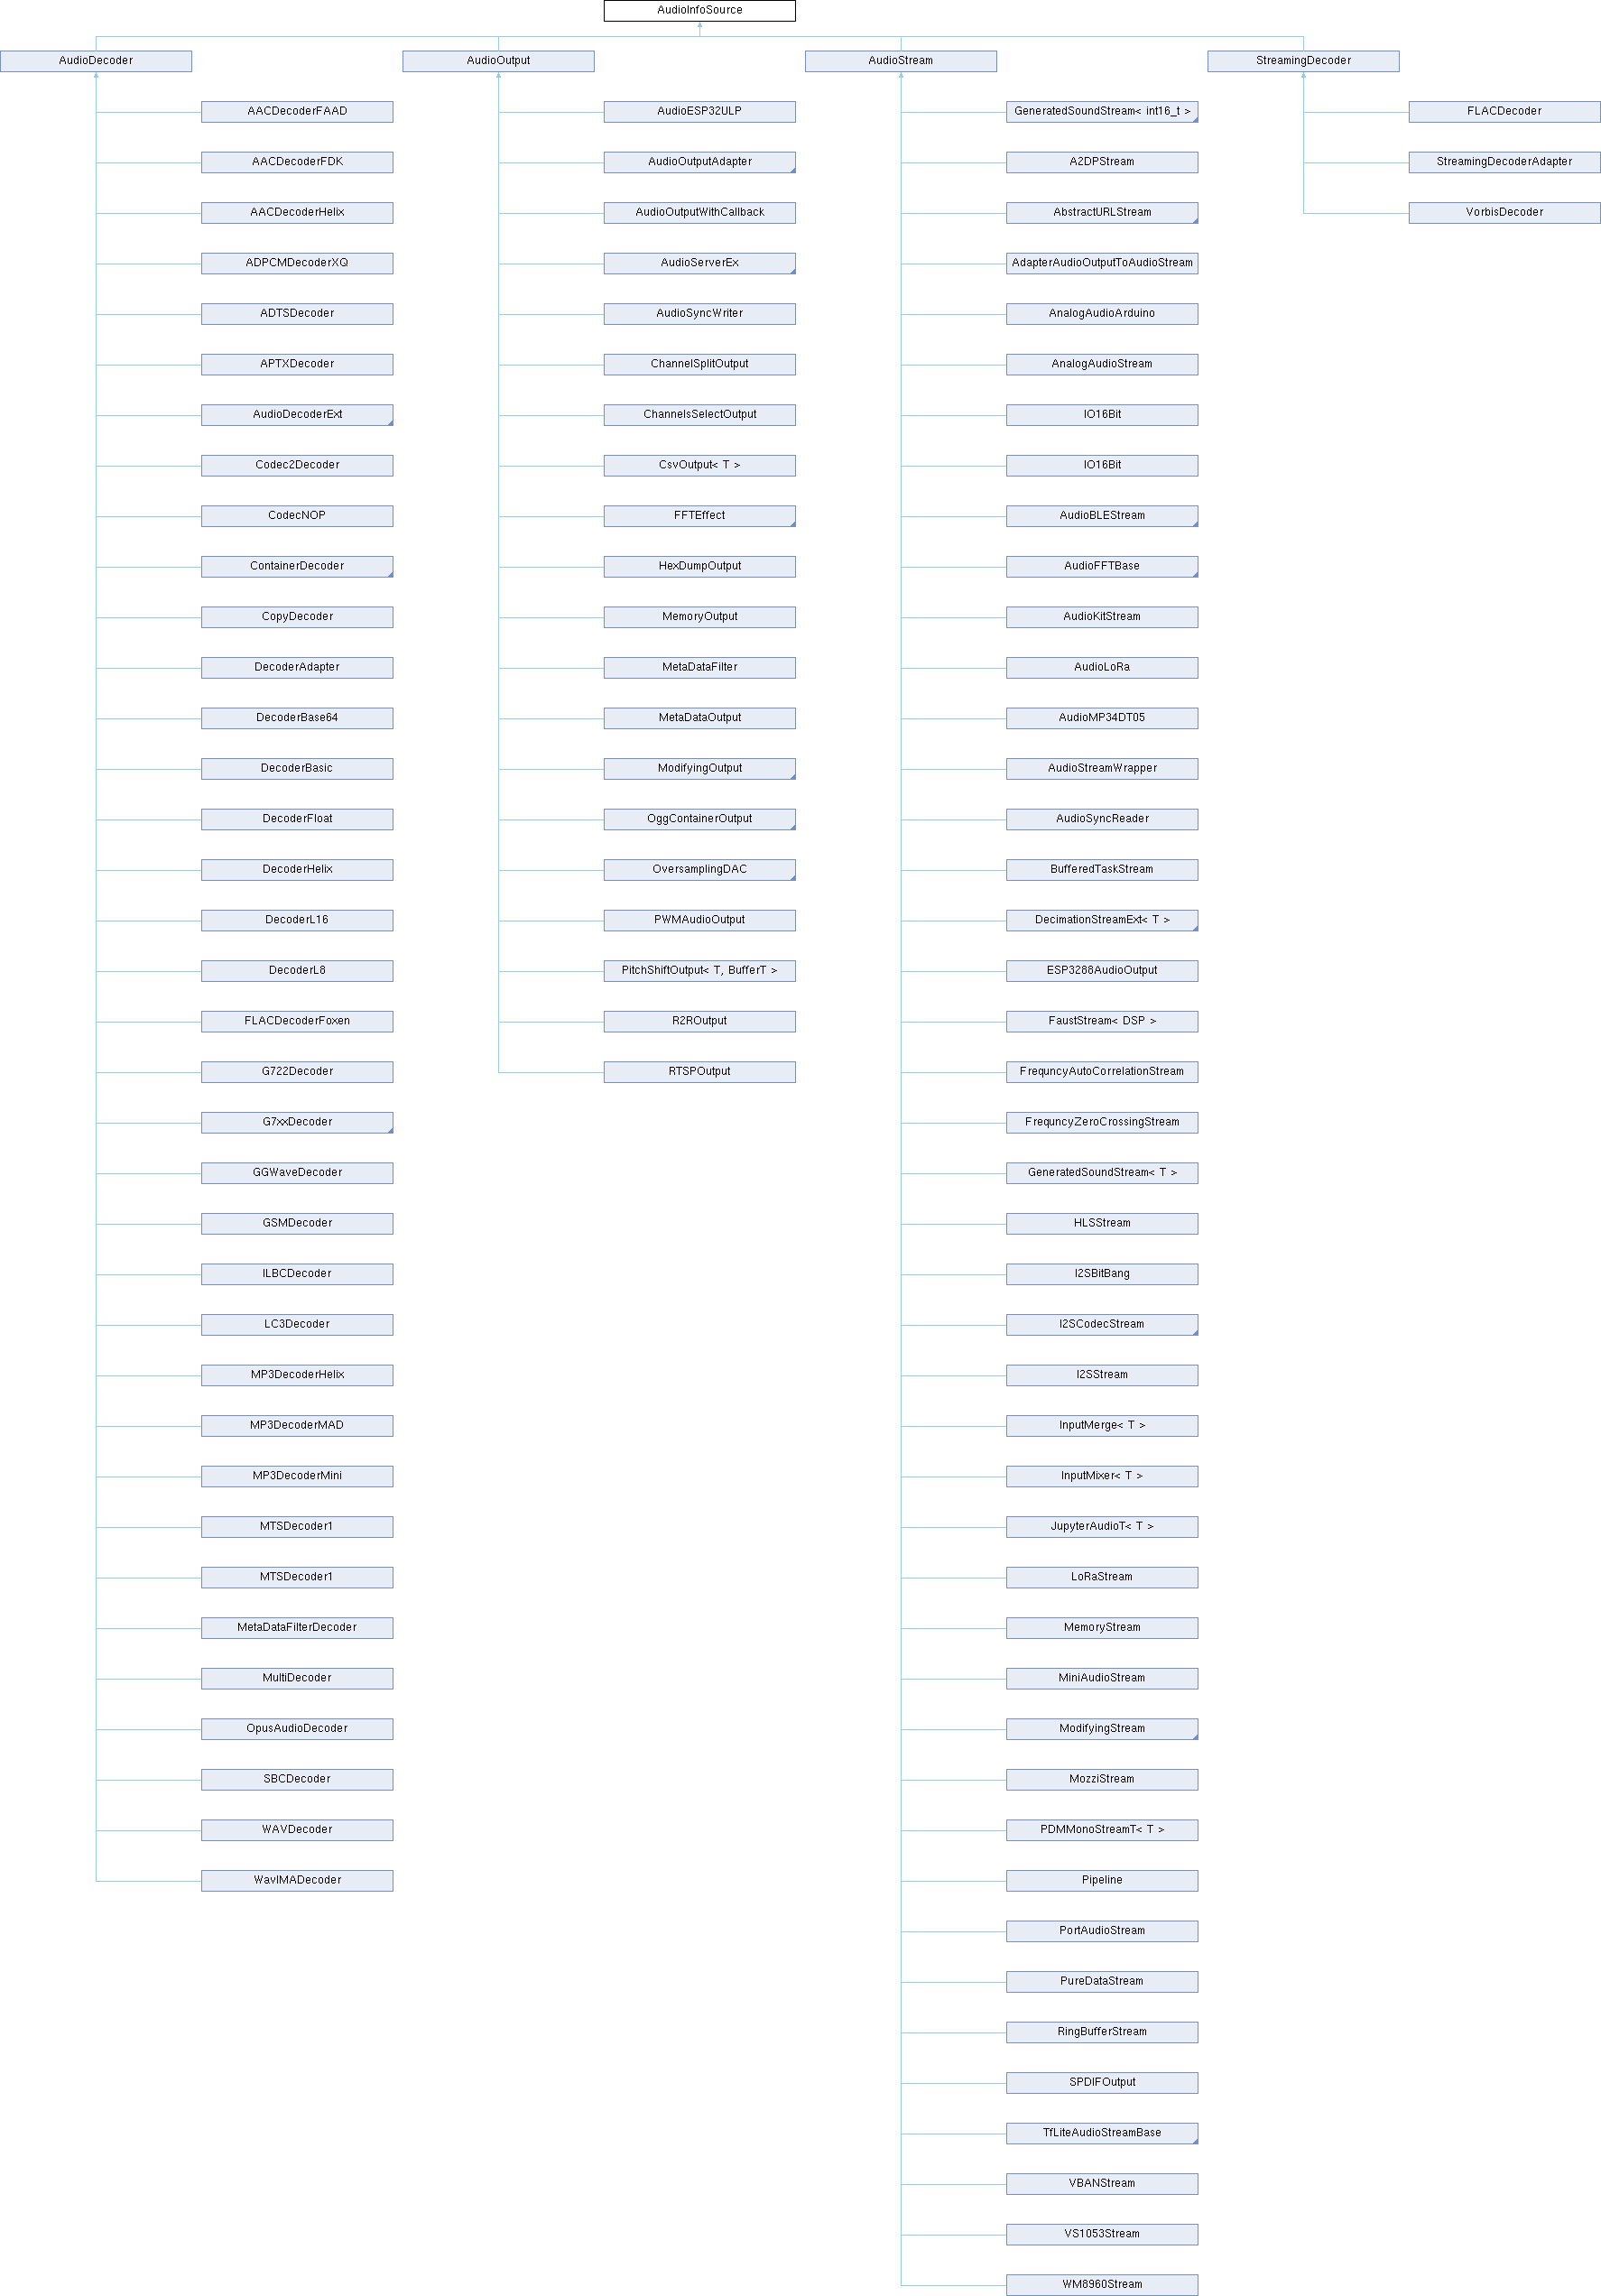 AudioInfoSource
AudioDecoder
AudioOutput
AudioStream
StreamingDecoder
AACDecoderFAAD
AudioESP32ULP
GeneratedSoundStream< int16_t >
FLACDecoder
AACDecoderFDK
AudioOutputAdapter
A2DPStream
StreamingDecoderAdapter
AACDecoderHelix
AudioOutputWithCallback
AbstractURLStream
VorbisDecoder
ADPCMDecoderXQ
AudioServerEx
AdapterAudioOutputToAudioStream
ADTSDecoder
AudioSyncWriter
AnalogAudioArduino
APTXDecoder
ChannelSplitOutput
AnalogAudioStream
AudioDecoderExt
ChannelsSelectOutput
IO16Bit
Codec2Decoder
CsvOutput< T >
IO16Bit
CodecNOP
FFTEffect
AudioBLEStream
ContainerDecoder
HexDumpOutput
AudioFFTBase
CopyDecoder
MemoryOutput
AudioKitStream
DecoderAdapter
MetaDataFilter
AudioLoRa
DecoderBase64
MetaDataOutput
AudioMP34DT05
DecoderBasic
ModifyingOutput
AudioStreamWrapper
DecoderFloat
OggContainerOutput
AudioSyncReader
DecoderHelix
OversamplingDAC
BufferedTaskStream
DecoderL16
PWMAudioOutput
DecimationStreamExt< T >
DecoderL8
PitchShiftOutput< T, BufferT >
ESP3288AudioOutput
FLACDecoderFoxen
R2ROutput
FaustStream< DSP >
G722Decoder
RTSPOutput
FrequncyAutoCorrelationStream
G7xxDecoder
FrequncyZeroCrossingStream
GGWaveDecoder
GeneratedSoundStream< T >
GSMDecoder
HLSStream
ILBCDecoder
I2SBitBang
LC3Decoder
I2SCodecStream
MP3DecoderHelix
I2SStream
MP3DecoderMAD
InputMerge< T >
MP3DecoderMini
InputMixer< T >
MTSDecoder1
JupyterAudioT< T >
MTSDecoder1
LoRaStream
MetaDataFilterDecoder
MemoryStream
MultiDecoder
MiniAudioStream
OpusAudioDecoder
ModifyingStream
SBCDecoder
MozziStream
WAVDecoder
PDMMonoStreamT< T >
WavIMADecoder
Pipeline
PortAudioStream
PureDataStream
RingBufferStream
SPDIFOutput
TfLiteAudioStreamBase
VBANStream
VS1053Stream
WM8960Stream